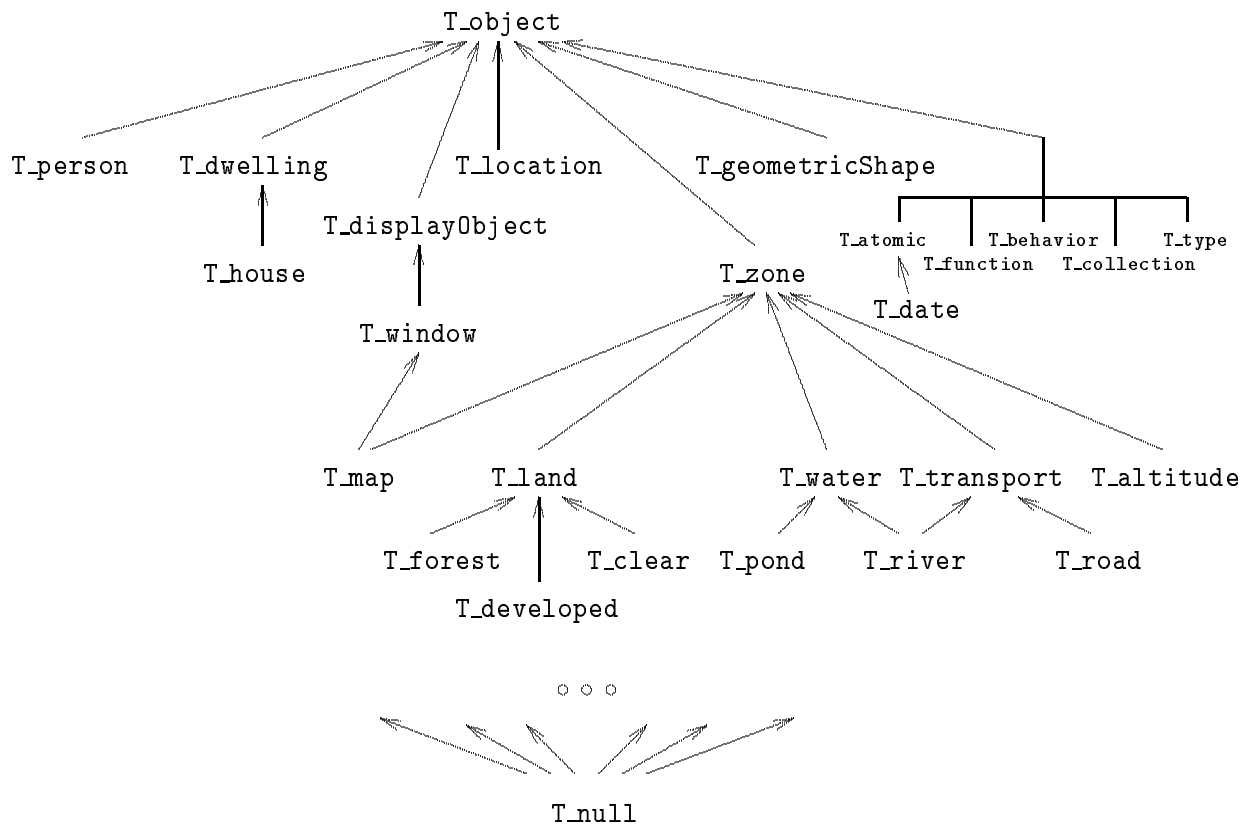 T_object
T_person T_dwelling T_location T_geometricShape
T_displayObject
T_atomic T_behavior T_type
T_function T_collection
T_house T_zone
T_date
T_window
T_map T_land T_water T_transport T_altitude
T_forest T_clear T_pond T_river T_road
T_developed
T_null